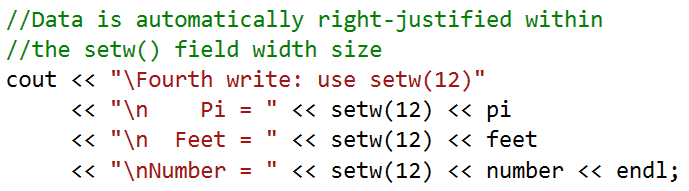 //Data is automatically right-justified within
//the setw() field width size
cout << "\Fourth write: use setw(12)"
     << "\n    Pi = " << setw(12) << pi
     << "\n  Feet = " << setw(12) << feet
     << "\nNumber = " << setw(12) << number << endl;